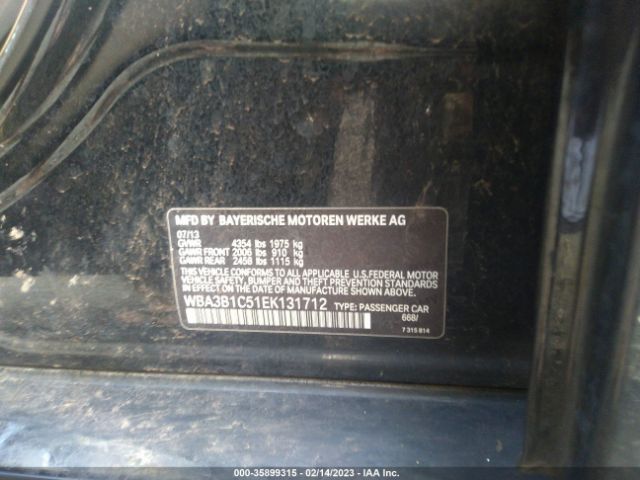 MFD BY BAYERISCHE MOTOREN WERKE AG
07/13
GVWR 4354 lbs 1975 kg
GAWR FRONT 2006 lbs 910 kg
GAWR REAR 2458 lbs 1115 kg
THIS VEHICLE CONFORMS TO ALL APPLICABLE U.S. FEDERAL MOTOR
VEHICLE SAFETY, BUMPER AND THEFT PREVENTION STANDARDS
IN EFFECT ON THE DATE OF MANUFACTURE SHOWN ABOVE.
WBA3B1C51EK131712 TYPE: PASSENGER CAR
668/
7 315 814
000-35899315 - 02/14/2023 - IAA Inc.